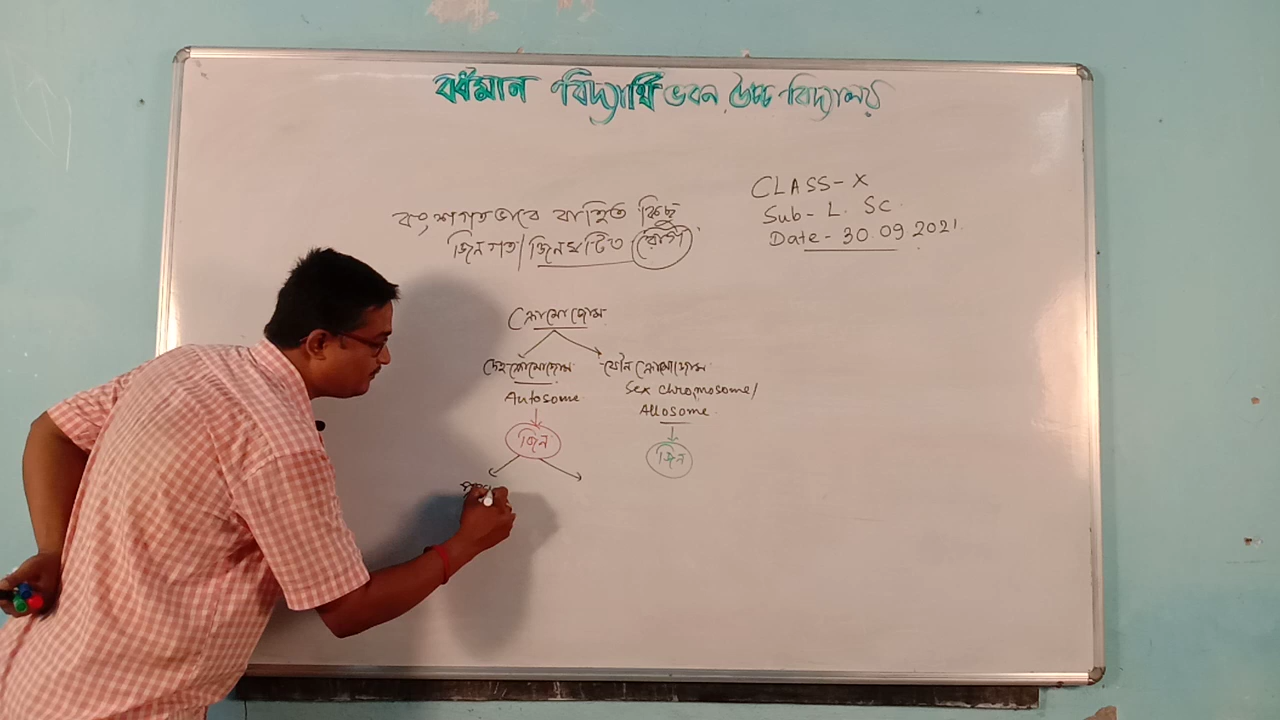 বর্ধমান বিদ্যার্থি ভবন উচ্চ বিদ্যালয়
CLASS - X
Sub - L. Sc.
Date - 30.09.2021.
বংশগতভাবে বাহিত কিছু
জিনগত/জিনঘটিত রোগ
ক্রোমোজোম
দেহক্রোমোজোম
যৌন ক্রোমোজোম
Autosome
Sex chromosome/
Allosome
জিন
জিন